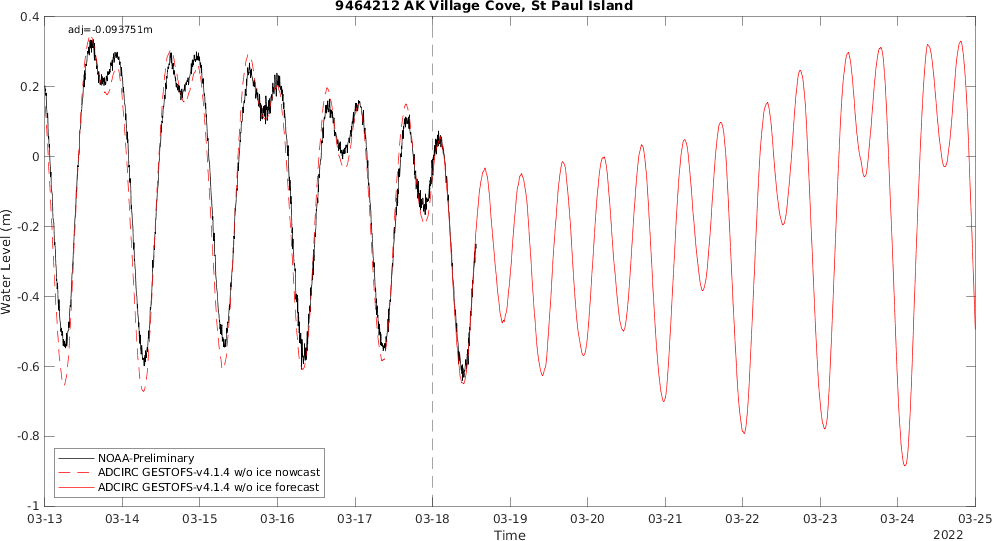 9464212 AK Village Cove, St Paul Island
adj=-0.093751m
0.4
0.2
0
-0.2
-0.4
-0.6
-0.8
-1
Water Level (m)
NOAA-Preliminary
ADCIRC GESTOFS-v4.1.4 w/o ice nowcast
ADCIRC GESTOFS-v4.1.4 w/o ice forecast
03-13 03-14 03-15 03-16 03-17 03-18 03-19 03-20 03-21 03-22 03-23 03-24 03-25
Time
2022